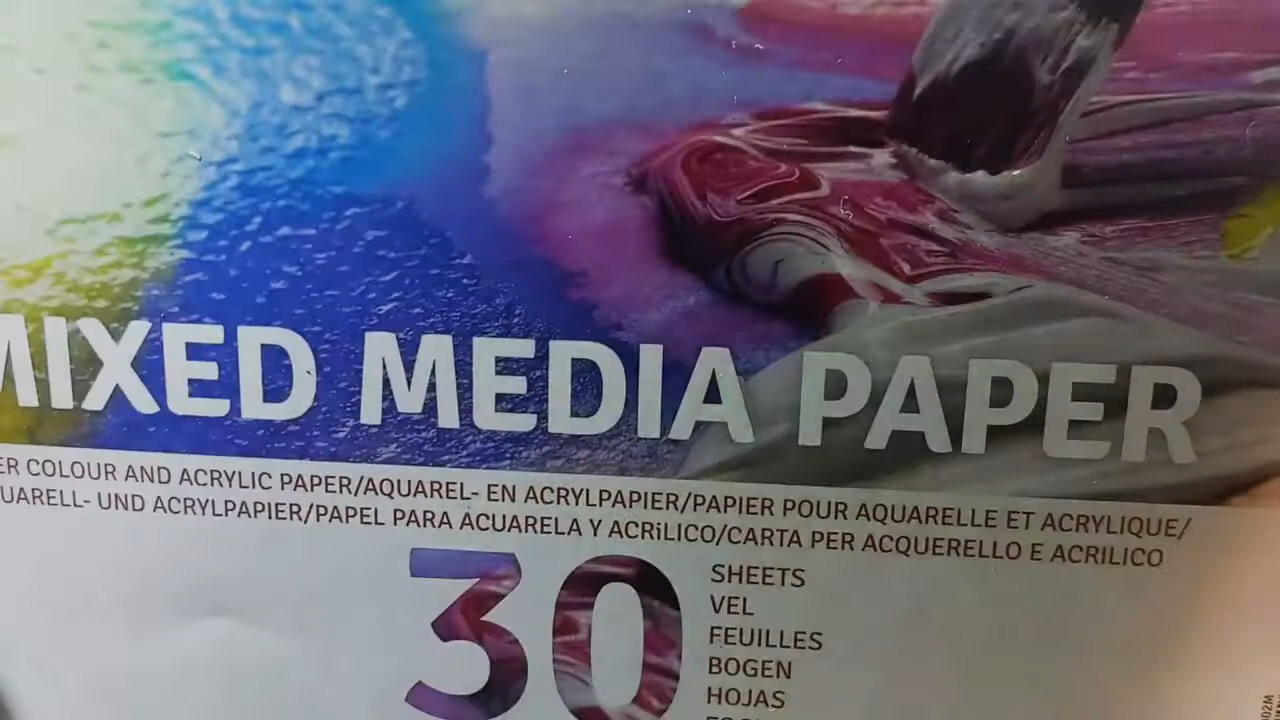 MIXED MEDIA PAPER
ER COLOUR AND ACRYLIC PAPER/AQUAREL- EN ACRYLPAPIER/PAPIER POUR AQUARELLE ET ACRYLIQUE/
UARELL- UND ACRYLPAPIER/PAPEL PARA ACUARELA Y ACRiLICO/CARTA PER ACQUERELLO E ACRILICO
30
SHEETS
VEL
FEUILLES
BOGEN
HOJAS